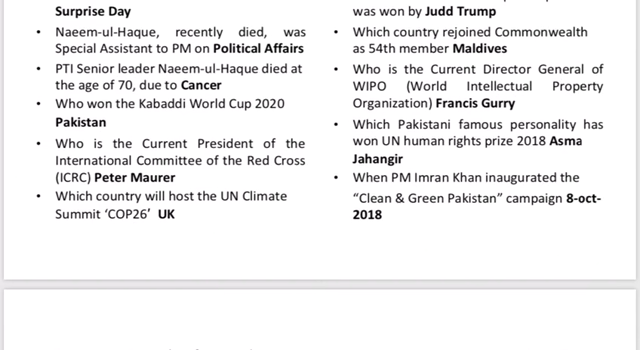 Surprise Day
• Naeem-ul-Haque, recently died, was
Special Assistant to PM on Political Affairs
• PTI Senior leader Naeem-ul-Haque died at
the age of 70, due to Cancer
• Who won the Kabaddi World Cup 2020
Pakistan
• Who is the Current President of the
International Committee of the Red Cross
(ICRC) Peter Maurer
• Which country will host the UN Climate
Summit ‘COP26’ UK
was won by Judd Trump
• Which country rejoined Commonwealth
as 54th member Maldives
• Who is the Current Director General of
WIPO (World Intellectual Property
Organization) Francis Gurry
• Which Pakistani famous personality has
won UN human rights prize 2018 Asma
Jahangir
• When PM Imran Khan inaugurated the
“Clean & Green Pakistan” campaign 8-oct-
2018